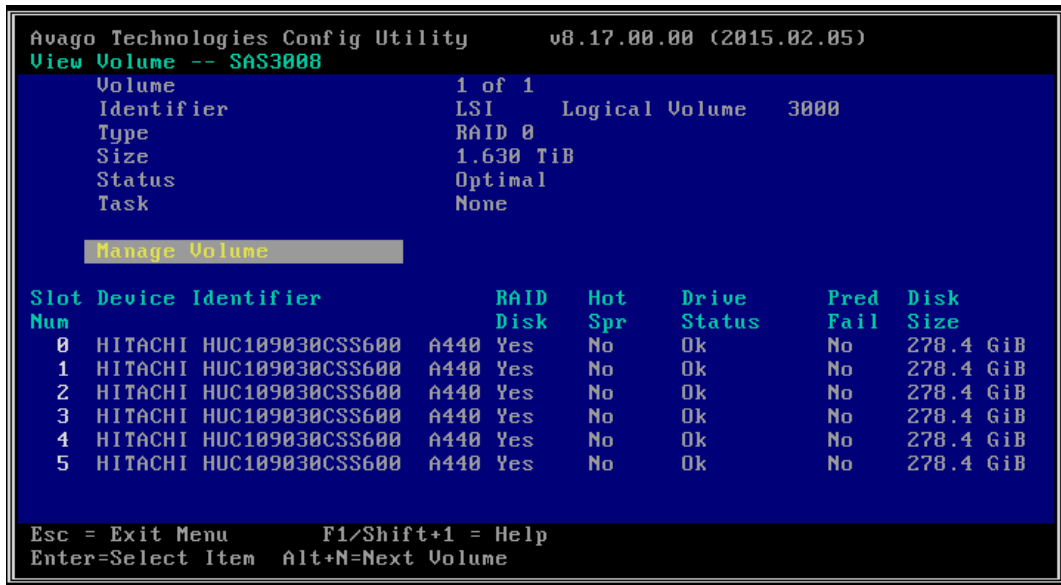 Avago Technologies Config Utility v8.17.00.00 (2015.02.05)
View Volume -- SAS3008
Volume 1 of 1
Identifier LSI Logical Volume 3000
Type RAID 0
Size 1.630 TiB
Status Optimal
Task None
Manage Volume
Slot Device Identifier RAID Hot Drive Pred Disk
Num Disk Spr Status Fail Size
0 HITACHI HUC109030CSS600 A440 Yes No Ok No 278.4 GiB
1 HITACHI HUC109030CSS600 A440 Yes No Ok No 278.4 GiB
2 HITACHI HUC109030CSS600 A440 Yes No Ok No 278.4 GiB
3 HITACHI HUC109030CSS600 A440 Yes No Ok No 278.4 GiB
4 HITACHI HUC109030CSS600 A440 Yes No Ok No 278.4 GiB
5 HITACHI HUC109030CSS600 A440 Yes No Ok No 278.4 GiB
Esc = Exit Menu F1/Shift+1 = Help
Enter=Select Item Alt+N=Next Volume